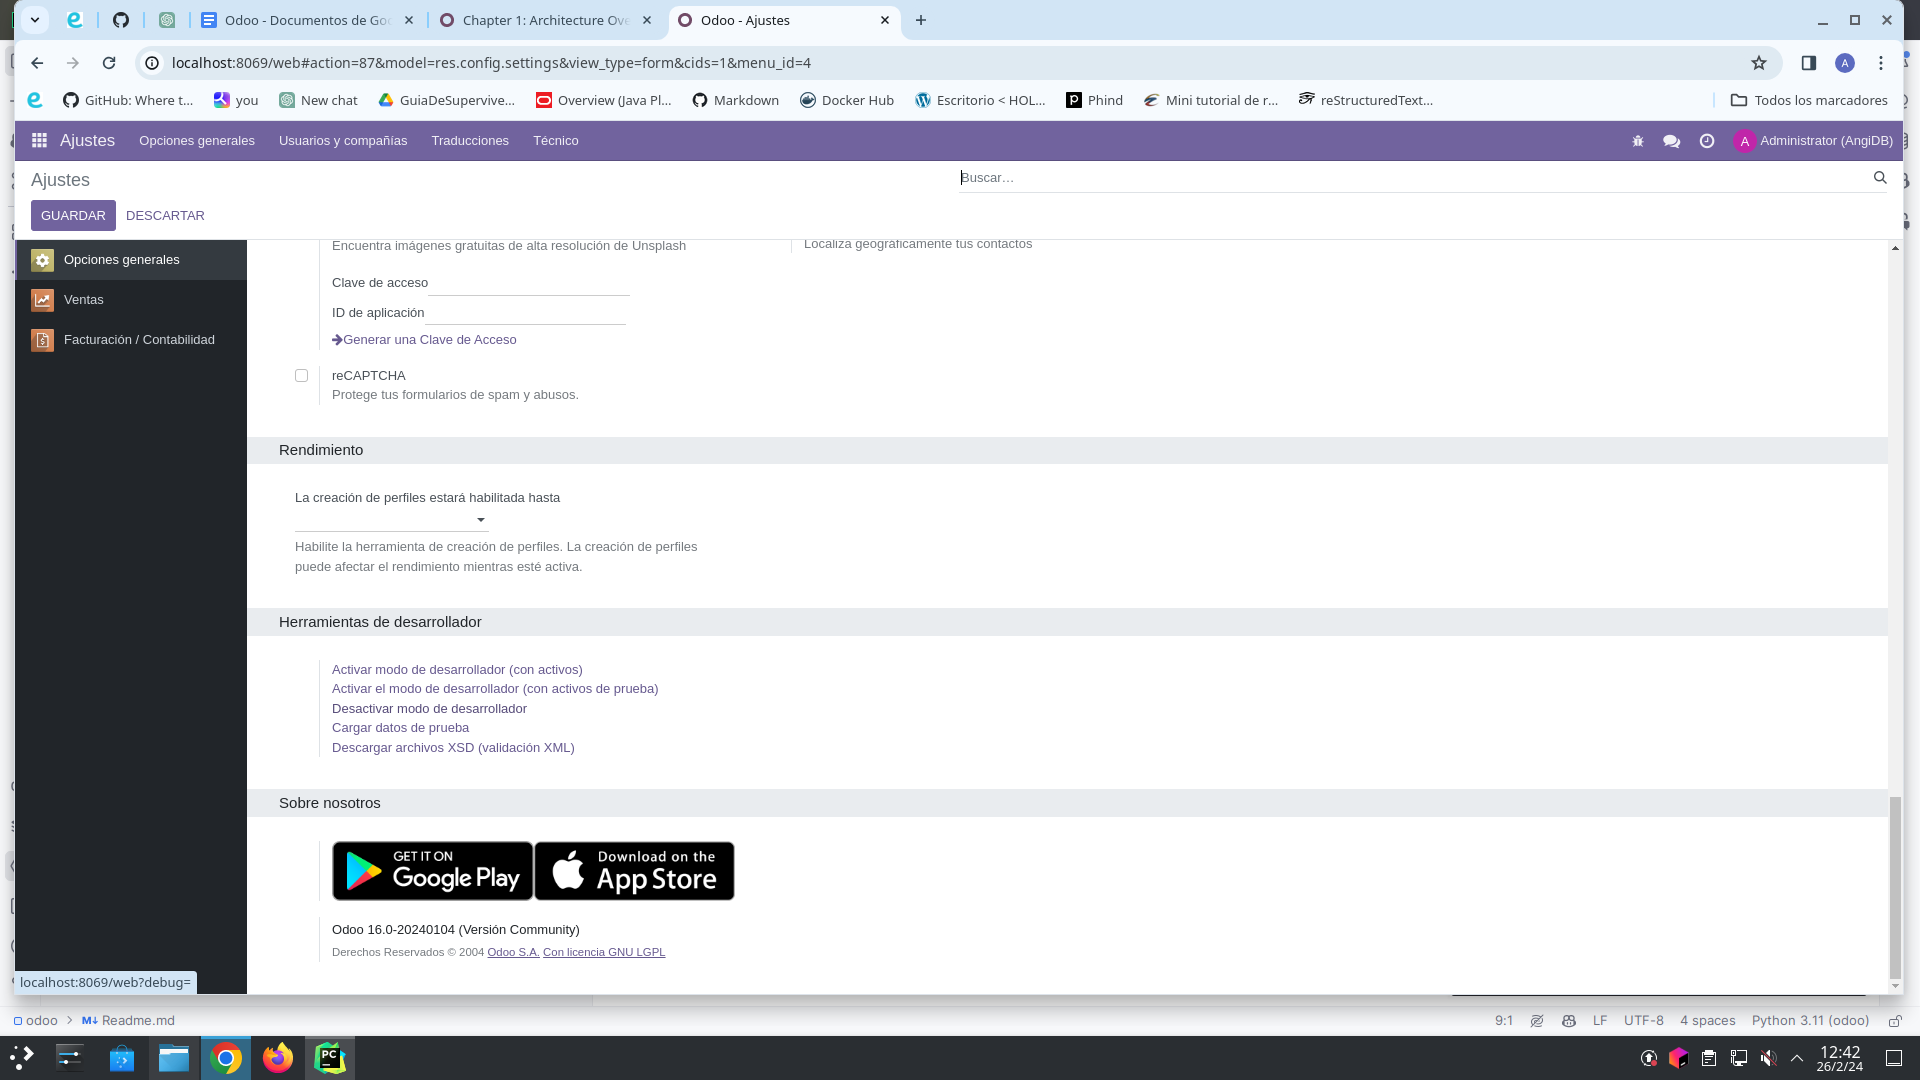 Odoo - Documentos de Goo
Chapter 1: Architecture Ove
Odoo - Ajustes
localhost:8069/web#action=87&model=res.config.settings&view_type=form&cids=1&menu_id=4
A
GitHub: Where t...
you
New chat
GuiaDeSupervive...
Overview (Java Pl...
Markdown
Docker Hub
Escritorio < HOL...
Phind
Mini tutorial de r...
reStructuredText...
Todos los marcadores
Ajustes
Opciones generales
Usuarios y compañías
Traducciones
Técnico
A
Administrator (AngiDB)
Ajustes
Buscar...
GUARDAR
DESCARTAR
Opciones generales
Ventas
Facturación / Contabilidad
Encuentra imágenes gratuitas de alta resolución de Unsplash
Localiza geográficamente tus contactos
Clave de acceso
ID de aplicación
Generar una Clave de Acceso
reCAPTCHA
Protege tus formularios de spam y abusos.
Rendimiento
La creación de perfiles estará habilitada hasta
Habilite la herramienta de creación de perfiles. La creación de perfiles
puede afectar el rendimiento mientras esté activa.
Herramientas de desarrollador
Activar modo de desarrollador (con activos)
Activar el modo de desarrollador (con activos de prueba)
Desactivar modo de desarrollador
Cargar datos de prueba
Descargar archivos XSD (validación XML)
Sobre nosotros
GET IT ON
Google Play
Download on the
App Store
Odoo 16.0-20240104 (Versión Community)
Derechos Reservados © 2004 Odoo S.A. Con licencia GNU LGPL
localhost:8069/web?debug=
odoo
M↓ Readme.md
9:1
LF
UTF-8
4 spaces
Python 3.11 (odoo)
PC
12:42
26/2/24